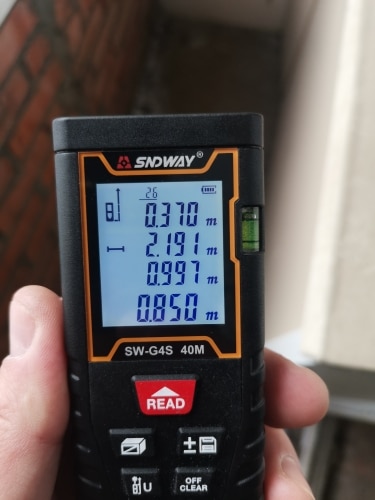 SNDWAY®
26
0.370 m
2.191 m
0.997 m
0.850 m
SW-G4S 40M
READ
±
U
OFF
CLEAR